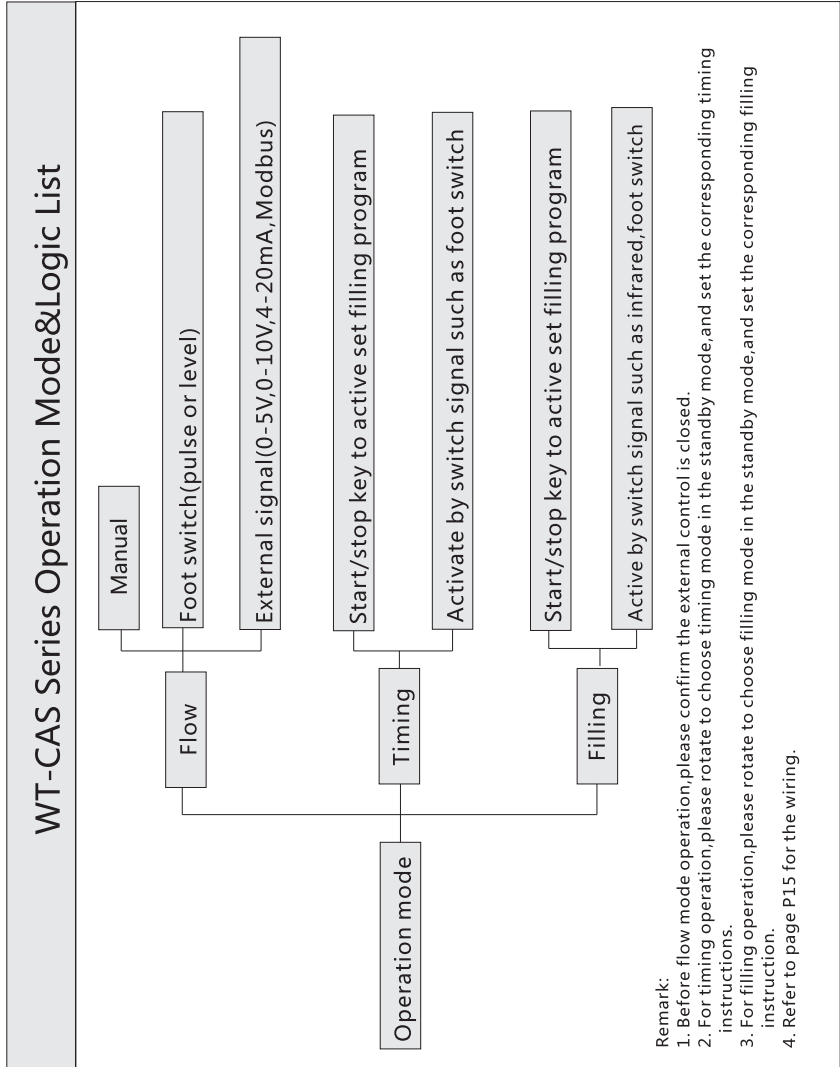 WT-CAS Series Operation Mode&Logic List
Operation mode
Flow
Manual
Foot switch(pulse or level)
External signal(0-5V,0-10V,4-20mA,Modbus)
Timing
Start/stop key to active set filling program
Activate by switch signal such as foot switch
Filling
Start/stop key to active set filling program
Active by switch signal such as infrared,foot switch
Remark:
1. Before flow mode operation,please confirm the external control is closed.
2. For timing operation,please rotate to choose timing mode in the standby mode,and set the corresponding timing
instructions.
3. For filling operation,please rotate to choose filling mode in the standby mode,and set the corresponding filling
instruction.
4. Refer to page P15 for the wiring.